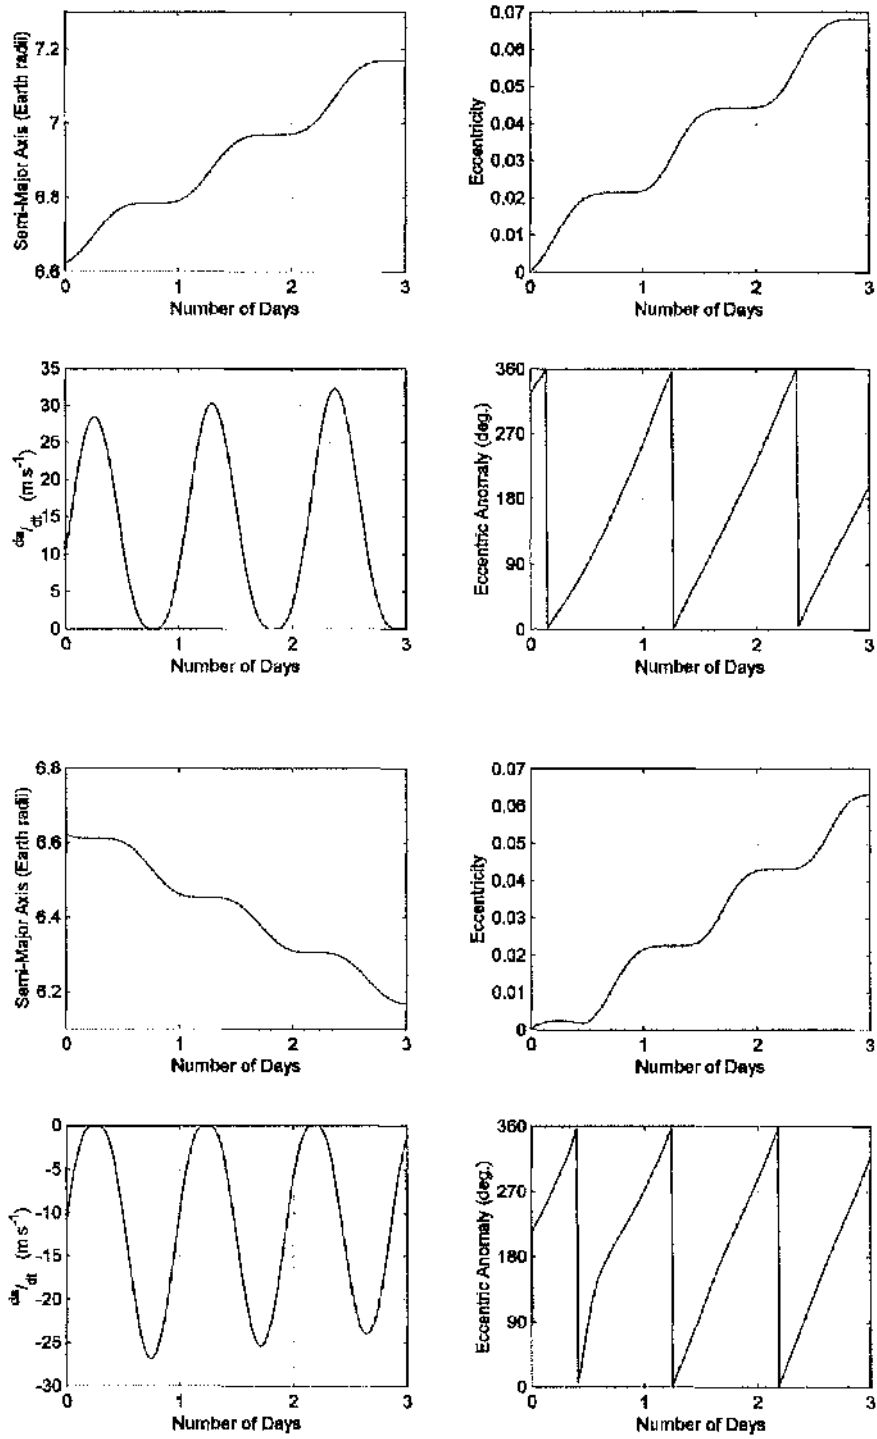 7.2
7
6.8
6.6
Semi-Major Axis (Earth radii)
0 1 2 3
Number of Days
0.07
0.06
0.05
0.04
0.03
0.02
0.01
0
Eccentricity
0 1 2 3
Number of Days
35
30
25
20
15
10
5
0
da/dt (m s-1)
0 1 2 3
Number of Days
360
270
180
90
0
Eccentric Anomaly (deg.)
0 1 2 3
Number of Days
6.8
6.6
6.4
6.2
Semi-Major Axis (Earth radii)
0 1 2 3
Number of Days
0.07
0.06
0.05
0.04
0.03
0.02
0.01
0
Eccentricity
0 1 2 3
Number of Days
0
-5
-10
-15
-20
-25
-30
da/dt (m s-1)
0 1 2 3
Number of Days
360
270
180
90
0
Eccentric Anomaly (deg.)
0 1 2 3
Number of Days